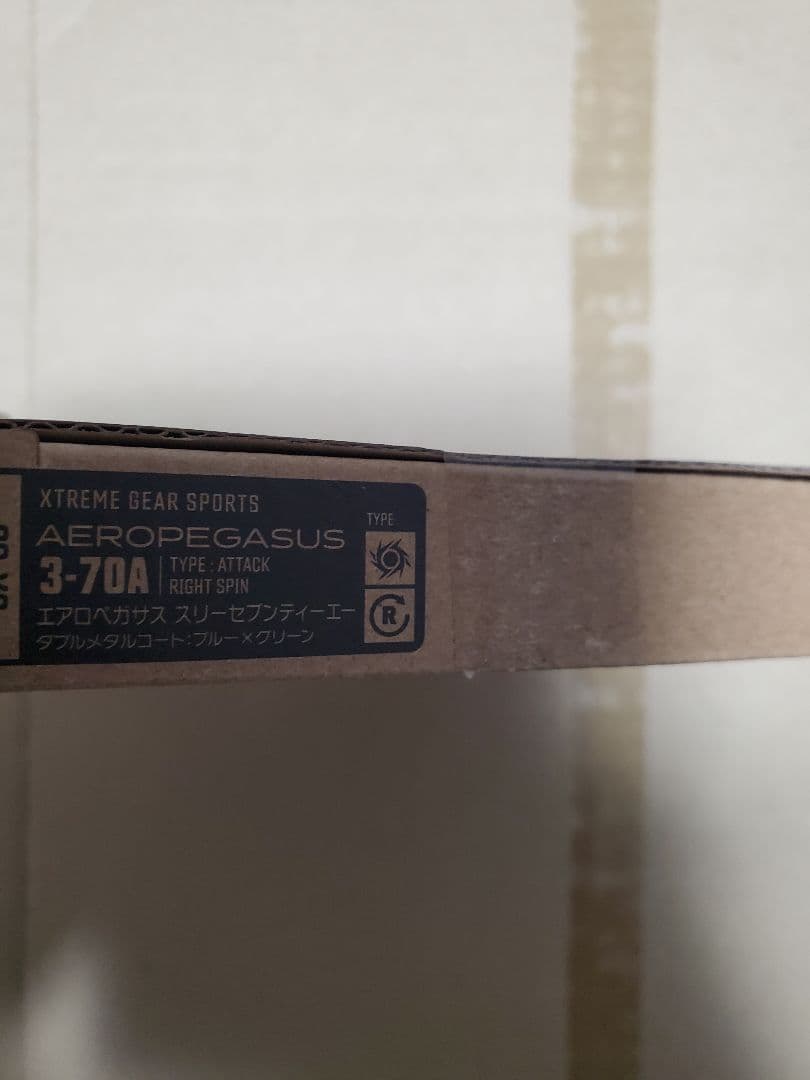 XTREME GEAR SPORTS
AEROPEGASUS
3-70A
TYPE : ATTACK
RIGHT SPIN
エアロペガサス スリーセブンティーエー
ダブルメタルコート:ブルー×グリーン
TYPE
R